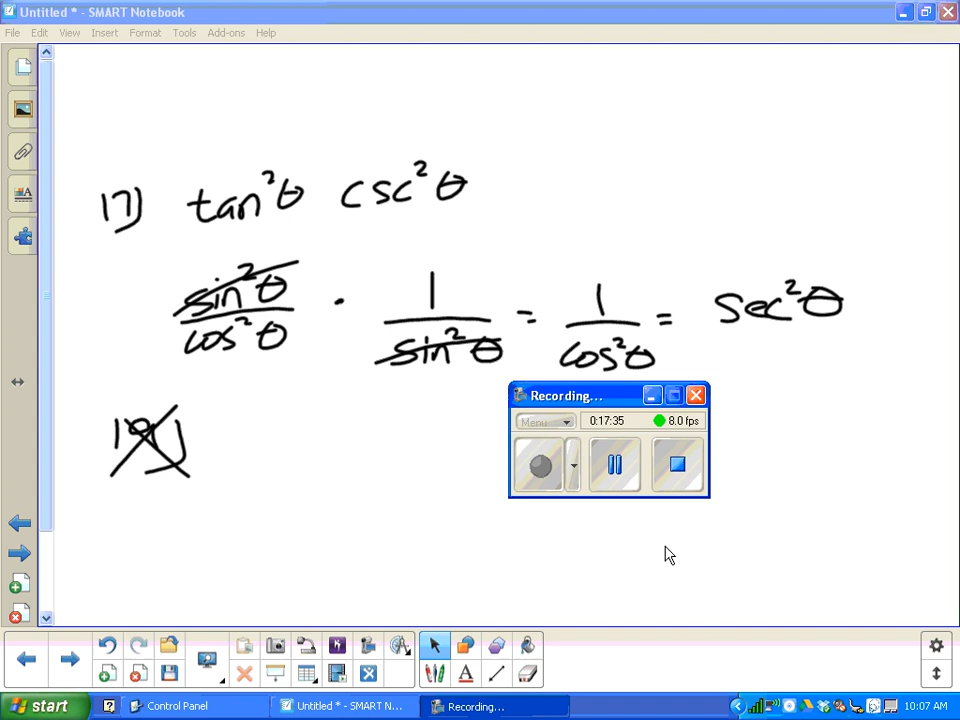 Untitled * - SMART Notebook
File Edit View Insert Format Tools Add-ons Help
17) tan²θ csc²θ
sin²θ/cos²θ · 1/sin²θ = 1/cos²θ = sec²θ
19)
Recording...
Menu 0:17:35 8.0 fps
start Control Panel Untitled * - SMART No... Recording... 10:07 AM